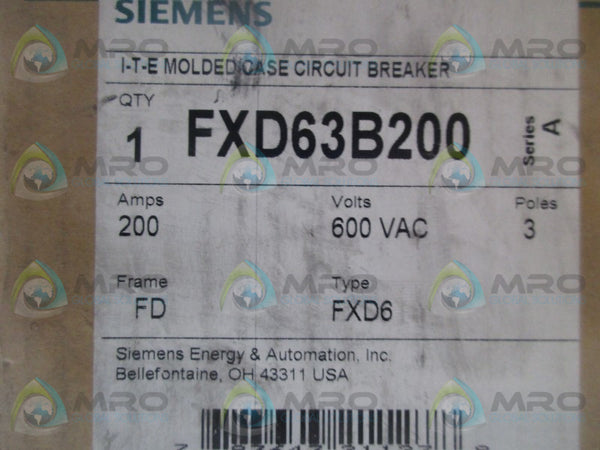 SIEMENS
I-T-E MOLDED CASE CIRCUIT BREAKER
QTY
1 FXD63B200 Series A
Amps Volts Poles
200 600 VAC 3
Frame Type
FD FXD6
Siemens Energy & Automation, Inc.
Bellefontaine, OH 43311 USA
MRO